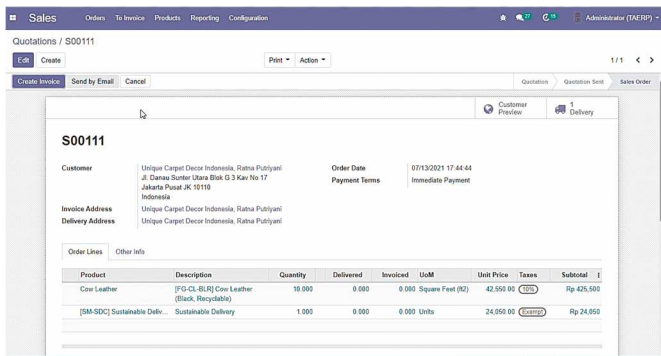 Sales Orders To Invoice Products Reporting Configuration 27 Administrator (TAERP)
Quotations / S00111
Edit Create Print Action 1/1
Create Invoice Send by Email Cancel Quotation Quotation Sent Sales Order
Customer Preview
1 Delivery
S00111
Customer Unique Carpet Decor Indonesia, Ratna Putriyani Order Date 07/13/2021 17:44:44
Jl. Danau Sunter Utara Blok G 3 Kav No 17 Payment Terms Immediate Payment
Jakarta Pusat JK 10110
Indonesia
Invoice Address Unique Carpet Decor Indonesia, Ratna Putriyani
Delivery Address Unique Carpet Decor Indonesia, Ratna Putriyani
Order Lines Other Info
Product Description Quantity Delivered Invoiced UoM Unit Price Taxes Subtotal
Cow Leather [FG-CL-BLR] Cow Leather 10.000 0.000 0.000 Square Feet (ft2) 42,550.00 10% Rp 425,500
(Black, Recyclable)
[SM-SDC] Sustainable Deliv... Sustainable Delivery 1.000 0.000 0.000 Units 24,050.00 Exempt Rp 24,050